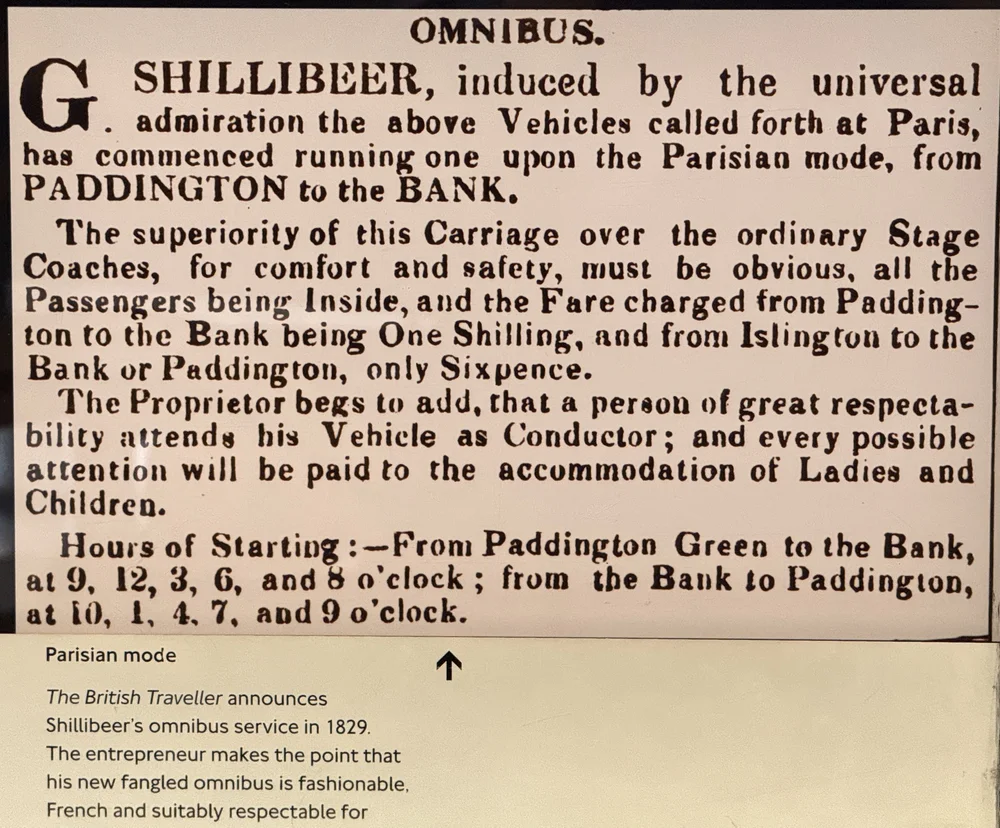 OMNIBUS.
G. SHILLIBEER, induced by the universal
admiration the above Vehicles called forth at Paris,
has commenced running one upon the Parisian mode, from
PADDINGTON to the BANK.
The superiority of this Carriage over the ordinary Stage
Coaches, for comfort and safety, must be obvious, all the
Passengers being Inside, and the Fare charged from Padding-
ton to the Bank being One Shilling, and from Islington to the
Bank or Paddington, only Sixpence.
The Proprietor begs to add, that a person of great respecta-
bility attends his Vehicle as Conductor; and every possible
attention will be paid to the accommodation of Ladies and
Children.
Hours of Starting:—From Paddington Green to the Bank,
at 9, 12, 3, 6, and 8 o'clock; from the Bank to Paddington,
at 10, 1, 4, 7, and 9 o'clock.
Parisian mode
The British Traveller announces
Shillibeer's omnibus service in 1829.
The entrepreneur makes the point that
his new fangled omnibus is fashionable,
French and suitably respectable for